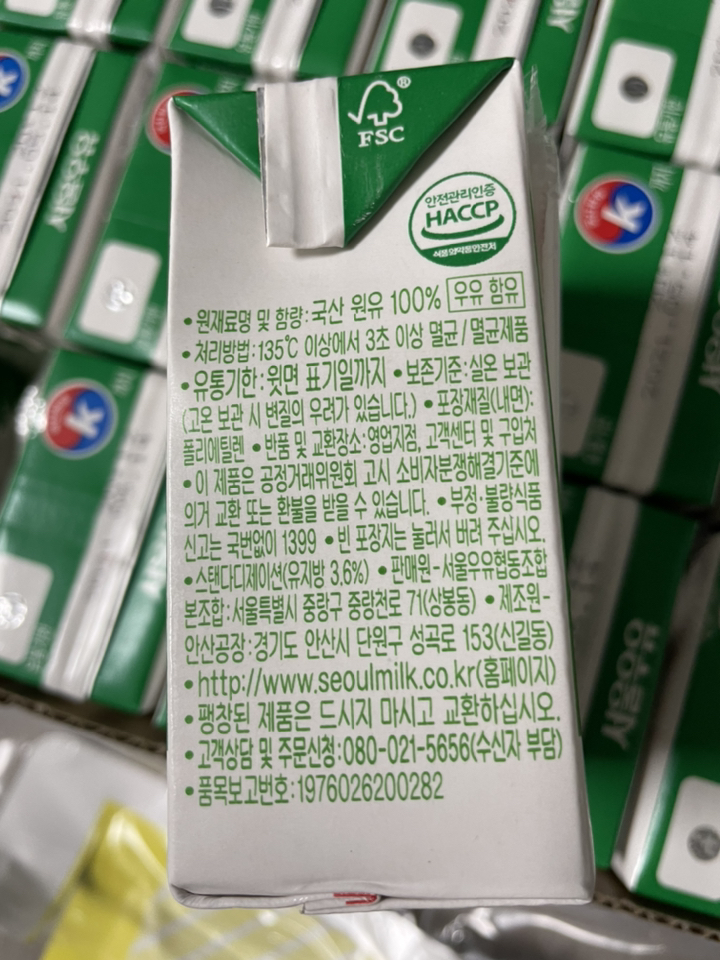 FSC®
안전관리인증
HACCP
식품의약품안전처
•원재료명 및 함량:국산 원유 100% 우유 함유
•처리방법:135℃ 이상에서 3초 이상 멸균/멸균제품
•유통기한:윗면 표기일까지 •보존기준:실온 보관
(고온 보관 시 변질의 우려가 있습니다.) •포장재질(내면):
폴리에틸렌 •반품 및 교환장소:영업지점, 고객센터 및 구입처
•이 제품은 공정거래위원회 고시 소비자분쟁해결기준에
의거 교환 또는 환불을 받을 수 있습니다. •부정·불량식품
신고는 국번없이 1399 •빈 포장지는 눌러서 버려 주십시오.
•스탠다디제이션(유지방 3.6%) •판매원-서울우유협동조합
본조합:서울특별시 중랑구 중랑천로 71(상봉동) •제조원-
안산공장:경기도 안산시 단원구 성곡로 153(신길동)
•http://www.seoulmilk.co.kr(홈페이지)
•팽창된 제품은 드시지 마시고 교환하십시오.
•고객상담 및 주문신청:080-021-5656(수신자 부담)
•품목보고번호:1976026200282
서울우유
서울우유
K
K
K